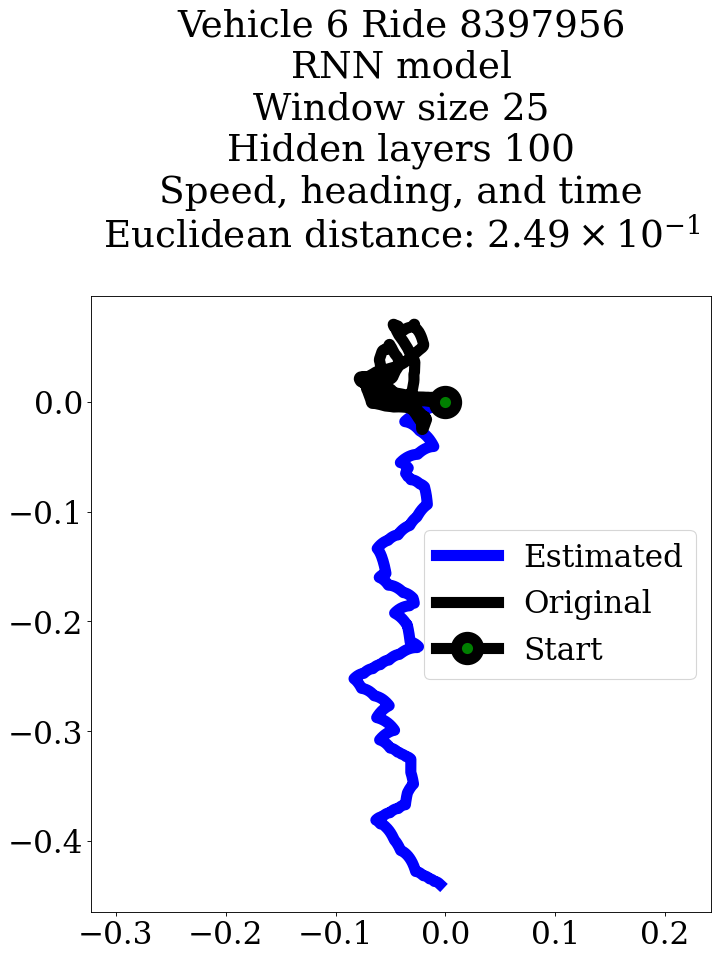 Vehicle 6 Ride 8397956
RNN model
Window size 25
Hidden layers 100
Speed, heading, and time
Euclidean distance: 2.49 × 10⁻¹
0.0
−0.1
−0.2
−0.3
−0.4
Estimated
Original
Start
−0.3 −0.2 −0.1 0.0 0.1 0.2